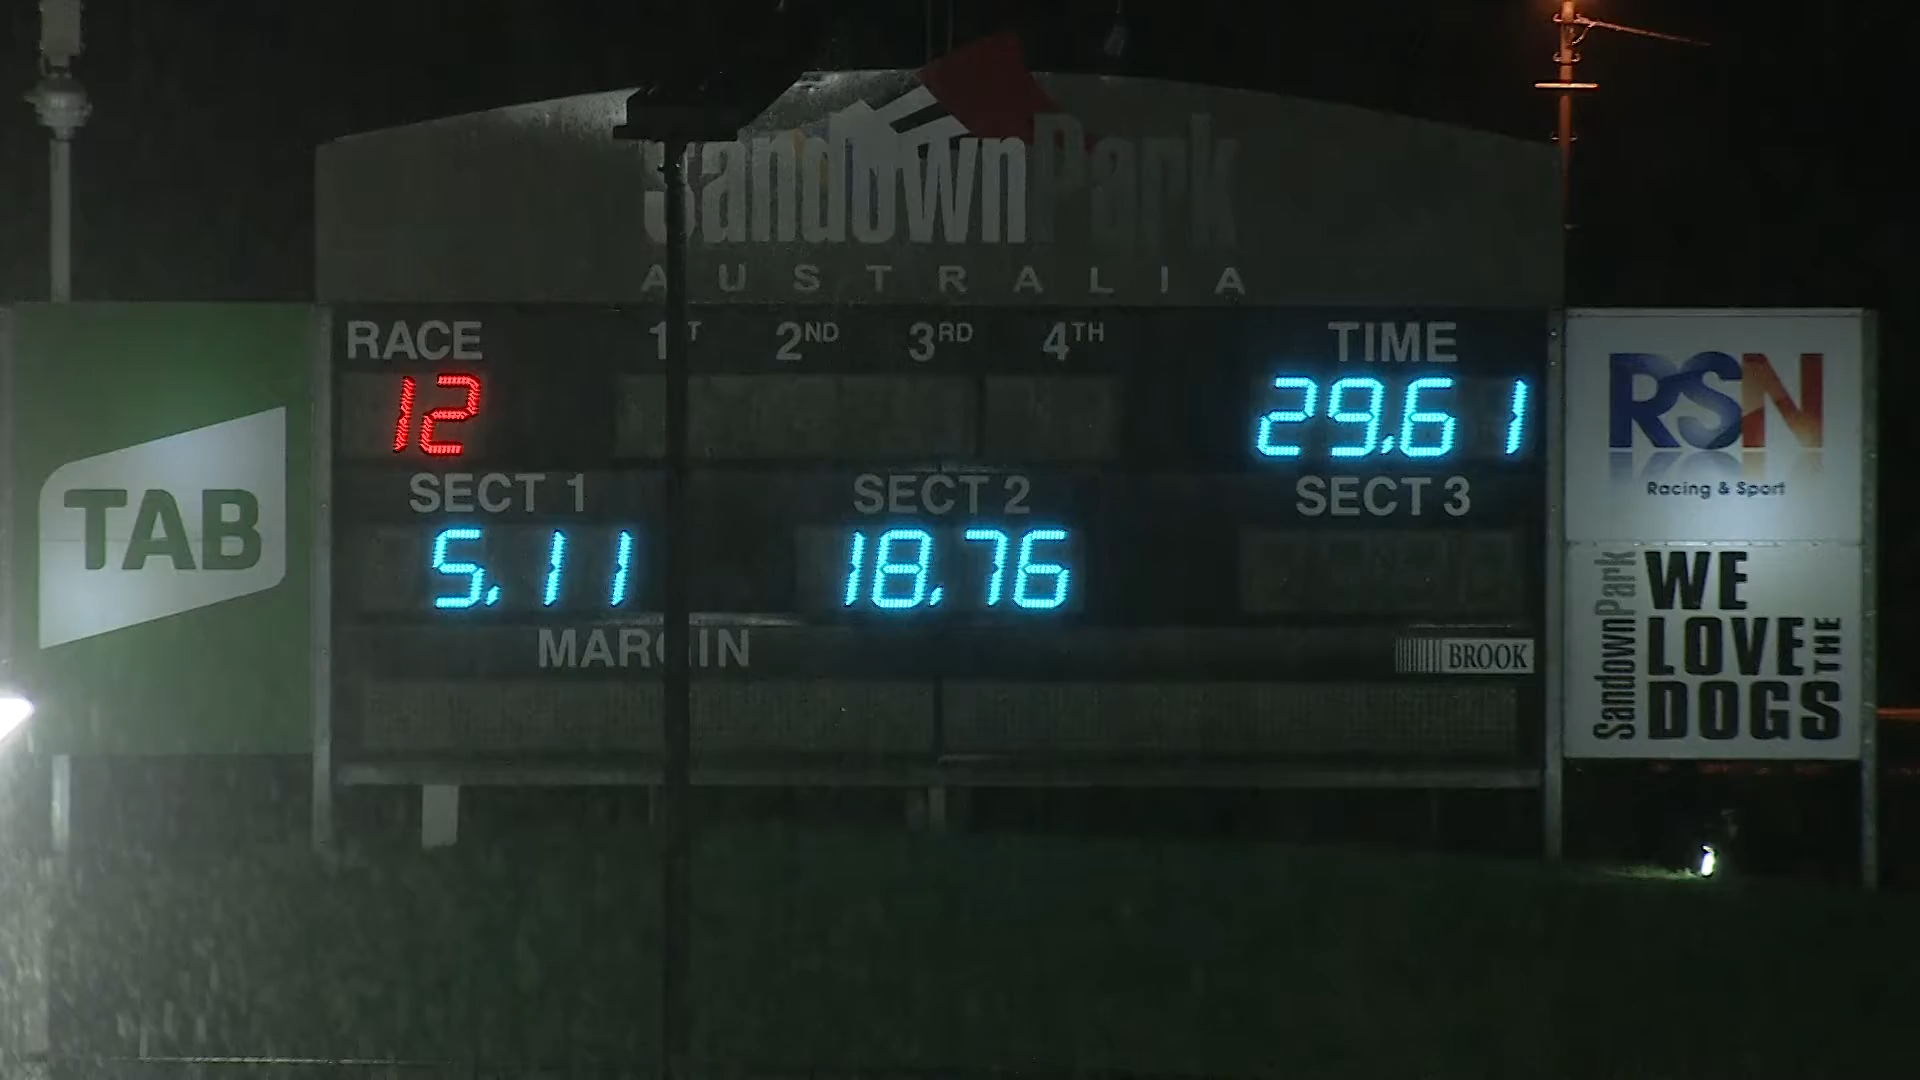 SandownPark
AUSTRALIA
RACE 1ST 2ND 3RD 4TH TIME
12 29.61
SECT 1 SECT 2 SECT 3
5.11 18.76
MARGIN
BROOK
TAB
RSN
Racing & Sport
SandownPark
WE
LOVE THE
DOGS